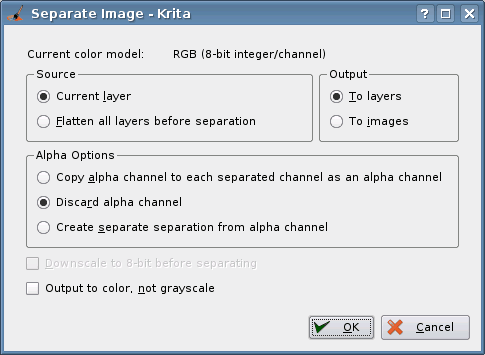 Separate Image - Krita
Current color model: RGB (8-bit integer/channel)
Source
Current layer
Flatten all layers before separation
Output
To layers
To images
Alpha Options
Copy alpha channel to each separated channel as an alpha channel
Discard alpha channel
Create separate separation from alpha channel
Downscale to 8-bit before separating
Output to color, not grayscale
OK
Cancel